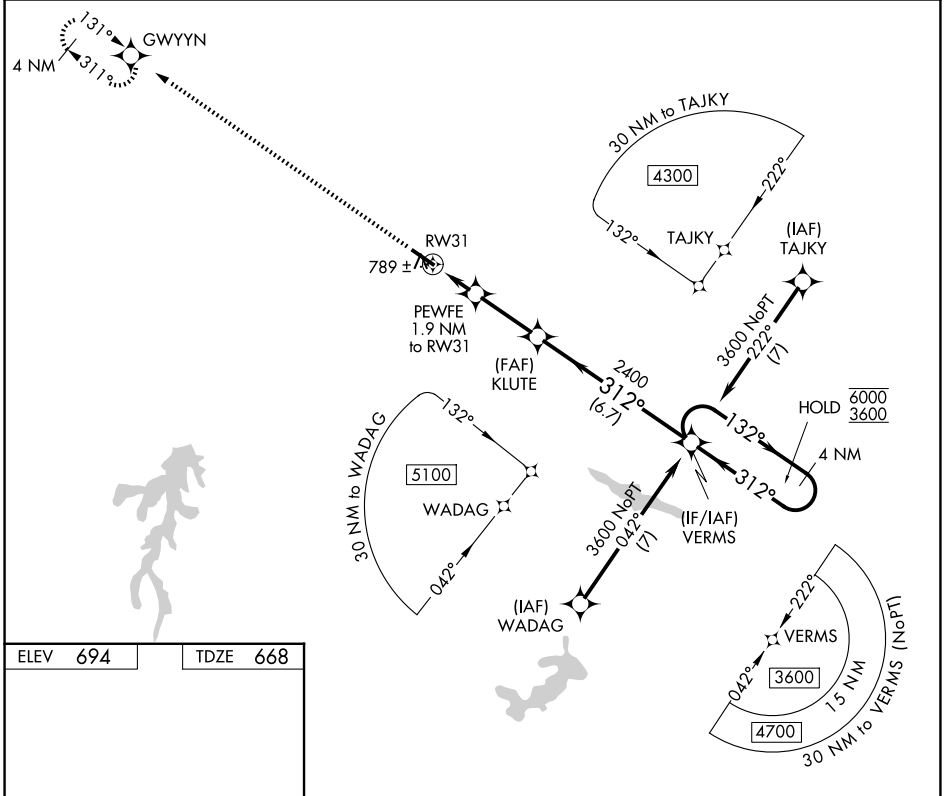 131°
GWYYN
4 NM
311°
30 NM to TAJKY
4300
222°
132°
TAJKY
(IAF)
TAJKY
RW31
789 ±
PEWFE
1.9 NM
to RW31
(FAF)
KLUTE
3600 NoPT
222°
(7)
2400
312°
(6.7)
HOLD
6000
3600
132°
4 NM
312°
30 NM to WADAG
132°
5100
WADAG
042°
3600 NoPT
042°
(7)
(IF/IAF)
VERMS
(IAF)
WADAG
222°
VERMS
042°
3600
15 NM
4700
30 NM to VERMS (NoPT)
ELEV 694
TDZE 668